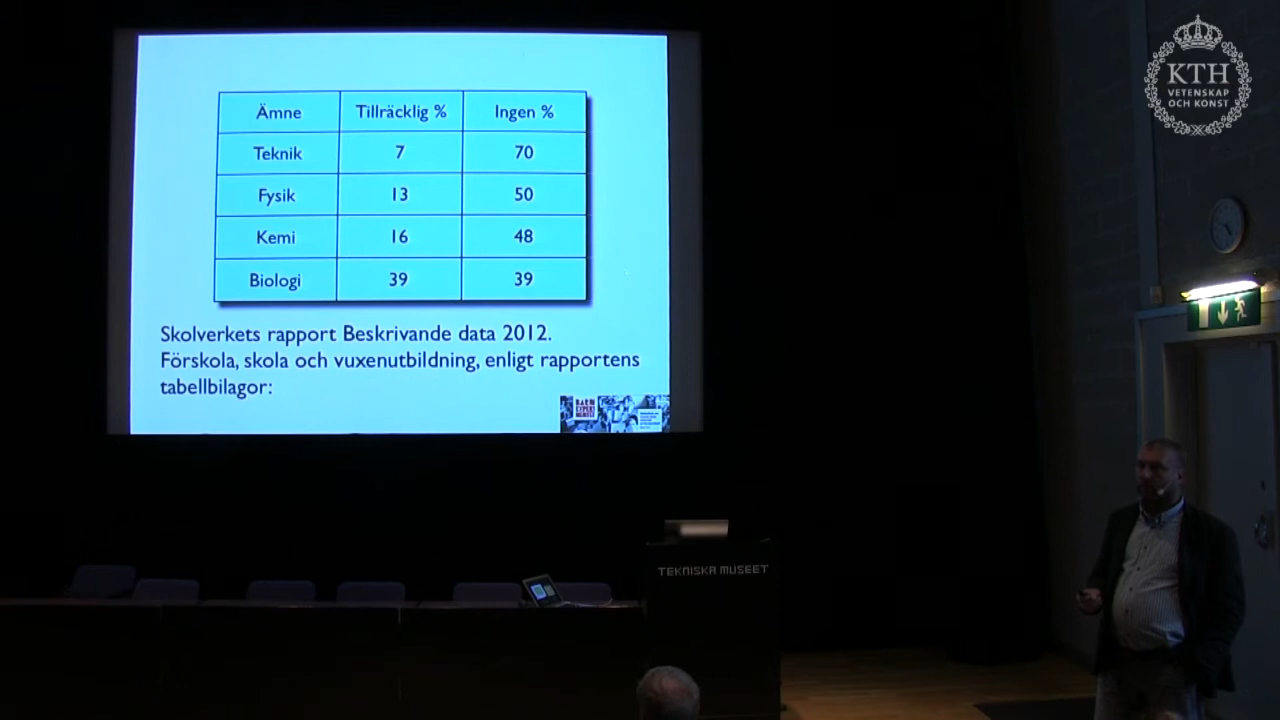 Ämne Tillräcklig % Ingen %
Teknik 7 70
Fysik 13 50
Kemi 16 48
Biologi 39 39
Skolverkets rapport Beskrivande data 2012.
Förskola, skola och vuxenutbildning, enligt rapportens
tabellbilagor:
KTH
VETENSKAP
OCH KONST
TEKNISKA MUSEET